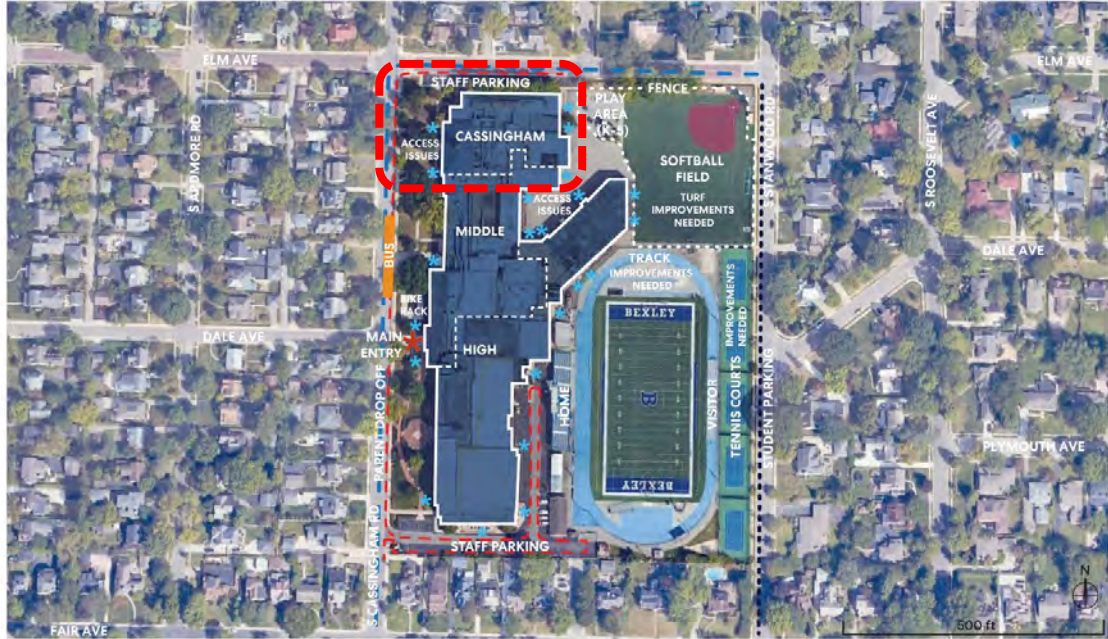 ELM AVE
ELM AVE
STAFF PARKING
FENCE
PLAY
AREA
(K-5)
CASSINGHAM
ACCESS
ISSUES
SOFTBALL
FIELD
TURF
IMPROVEMENTS
NEEDED
S ARDMORE RD
S STANWOOD RD
S ROOSEVELT AVE
ACCESS
ISSUES
MIDDLE
BUS
TRACK
IMPROVEMENTS
NEEDED
DALE AVE
BIKE
RACK
DALE AVE
MAIN
ENTRY
HIGH
BEXLEY
IMPROVEMENTS
NEEDED
HOME
B
VISITOR
TENNIS COURTS
STUDENT PARKING
PARENT DROP OFF
PLYMOUTH AVE
BEXLEY
S CASSINGHAM RD
STAFF PARKING
N
FAIR AVE
500 ft